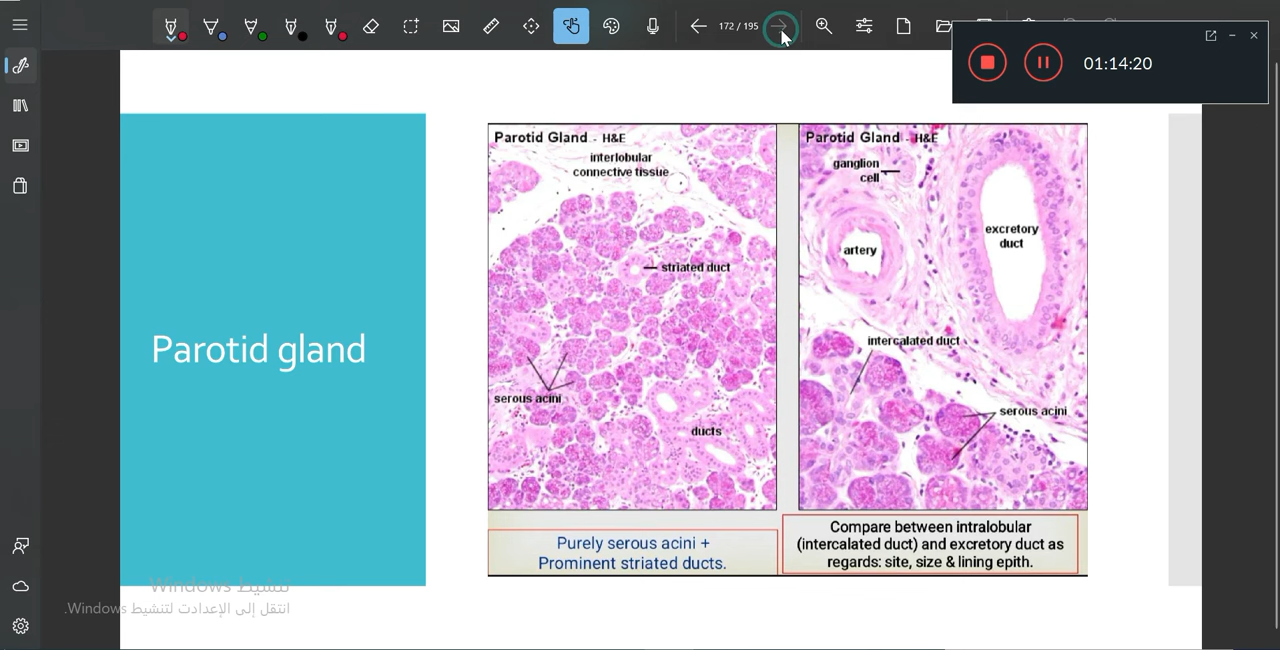 172 / 195
01:14:20
Parotid gland
Parotid Gland - H&E
interlobular
connective tissue
striated duct
serous acini
ducts
Purely serous acini +
Prominent striated ducts.
Parotid Gland - H&E
ganglion
cell
artery
excretory
duct
intercalated duct
serous acini
Compare between intralobular
(intercalated duct) and excretory duct as
regards: site, size & lining epith.
تنشيط Windows
انتقل إلى الإعدادت لتنشيط Windows.